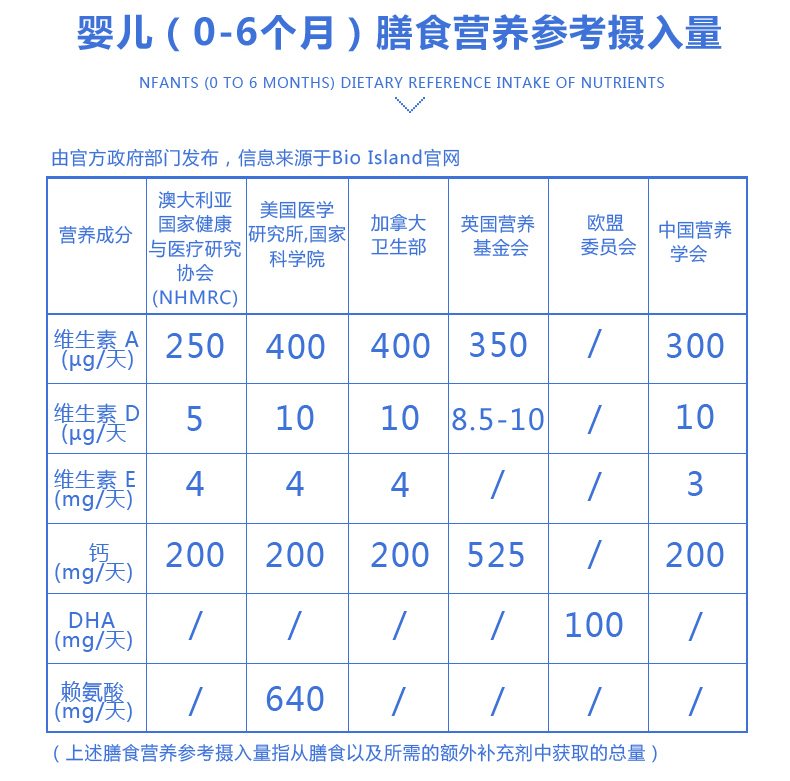 婴儿（0-6个月）膳食营养参考摄入量
NFANTS (0 TO 6 MONTHS) DIETARY REFERENCE INTAKE OF NUTRIENTS
由官方政府部门发布，信息来源于Bio Island官网
营养成分
澳大利亚
国家健康
与医疗研究
协会
(NHMRC)
美国医学
研究所,国家
科学院
加拿大
卫生部
英国营养
基金会
欧盟
委员会
中国营养
学会
维生素 A
(μg/天)
250
400
400
350
/
300
维生素 D
(μg/天
5
10
10
8.5-10
/
10
维生素 E
(mg/天)
4
4
4
/
/
3
钙
(mg/天)
200
200
200
525
/
200
DHA
(mg/天)
/
/
/
/
100
/
赖氨酸
(mg/天)
/
640
/
/
/
/
（上述膳食营养参考摄入量指从膳食以及所需的额外补充剂中获取的总量）